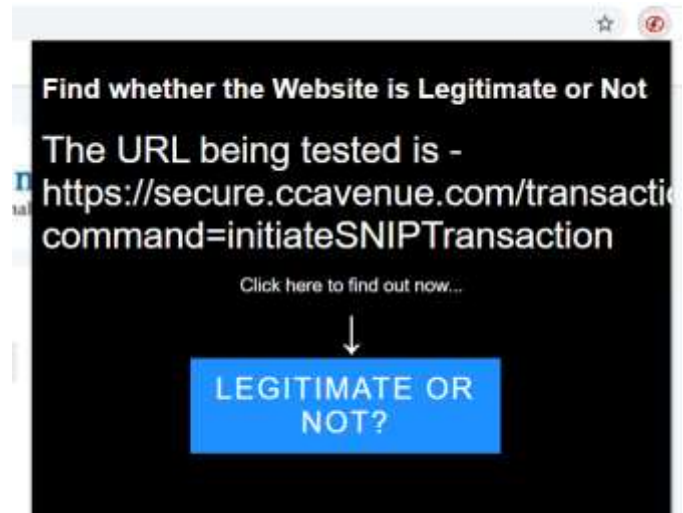 Find whether the Website is Legitimate or Not
The URL being tested is -
https://secure.ccavenue.com/transactio
command=initiateSNIPTransaction
Click here to find out now...
LEGITIMATE OR
NOT?